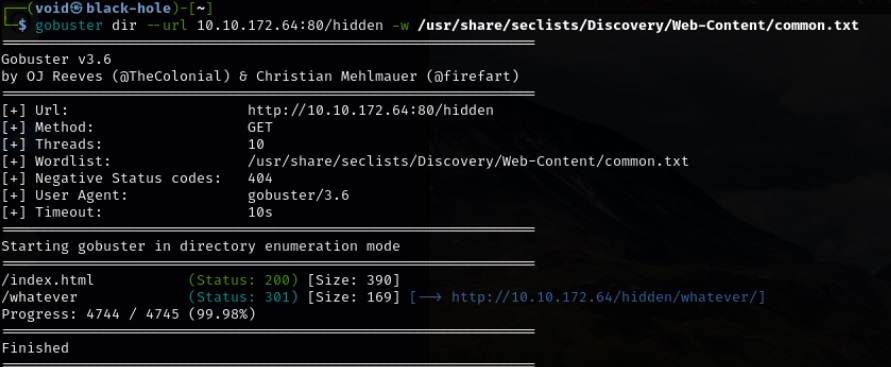 (void㉿black-hole)-[~]
$ gobuster dir --url 10.10.172.64:80/hidden -w /usr/share/seclists/Discovery/Web-Content/common.txt
Gobuster v3.6
by OJ Reeves (@TheColonial) & Christian Mehlmauer (@firefart)
[+] Url: http://10.10.172.64:80/hidden
[+] Method: GET
[+] Threads: 10
[+] Wordlist: /usr/share/seclists/Discovery/Web-Content/common.txt
[+] Negative Status codes: 404
[+] User Agent: gobuster/3.6
[+] Timeout: 10s
Starting gobuster in directory enumeration mode
/index.html (Status: 200) [Size: 390]
/whatever (Status: 301) [Size: 169] [--> http://10.10.172.64/hidden/whatever/]
Progress: 4744 / 4745 (99.98%)
Finished